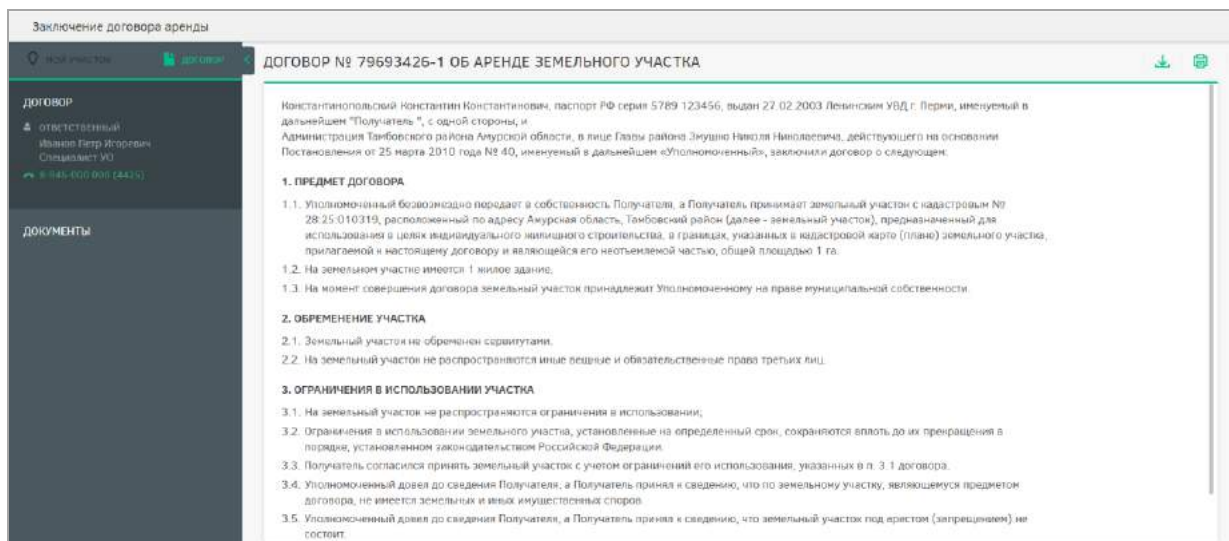 Заключение договора аренды
МОЙ УЧАСТОК
ДОГОВОР
ДОГОВОР № 79693426-1 ОБ АРЕНДЕ ЗЕМЕЛЬНОГО УЧАСТКА
ДОГОВОР
ответственный
Иванов Петр Игоревич
Специалист УО
8-845-000 000 (4425)
ДОКУМЕНТЫ
Константинопольский Константин Константинович, паспорт РФ серия 5789 123456, выдан 27.02.2003 Ленинским УВД г. Перми, именуемый в
дальнейшем "Получатель ", с одной стороны, и
Администрация Тамбовского района Амурской области, в лице Главы района Змушко Николя Николаевича, действующего на основании
Постановления от 25 марта 2010 года № 40, именуемый в дальнейшем «Уполномоченный», заключили договор о следующем:
1. ПРЕДМЕТ ДОГОВОРА
1.1. Уполномоченный безвозмездно передает в собственность Получателя, а Получатель принимает земельный участок с кадастровым №
28:25:010319, расположенный по адресу Амурская область, Тамбовский район (далее - земельный участок), предназначенный для
использования в целях индивидуального жилищного строительства, в границах, указанных в кадастровой карте (плане) земельного участка,
прилагаемой к настоящему договору и являющейся его неотъемлемой частью, общей площадью 1 га.
1.2. На земельном участке имеется 1 жилое здание;
1.3. На момент совершения договора земельный участок принадлежит Уполномоченному на праве муниципальной собственности.
2. ОБРЕМЕНЕНИЕ УЧАСТКА
2.1. Земельный участок не обременен сервитутами.
2.2. На земельный участок не распространяются иные вещные и обязательственные права третьих лиц.
3. ОГРАНИЧЕНИЯ В ИСПОЛЬЗОВАНИИ УЧАСТКА
3.1. На земельный участок не распространяются ограничения в использовании;
3.2. Ограничения в использовании земельного участка, установленные на определенный срок, сохраняются вплоть до их прекращения в
порядке, установленном законодательством Российской Федерации.
3.3. Получатель согласился принять земельный участок с учетом ограничений его использования, указанных в п. 3.1 договора.
3.4. Уполномоченный довел до сведения Получателя, а Получатель принял к сведению, что по земельному участку, являющемуся предметом
договора, не имеется земельных и иных имущественных споров.
3.5. Уполномоченный довел до сведения Получателя, а Получатель принял к сведению, что земельный участок под арестом (запрещением) не
состоит.